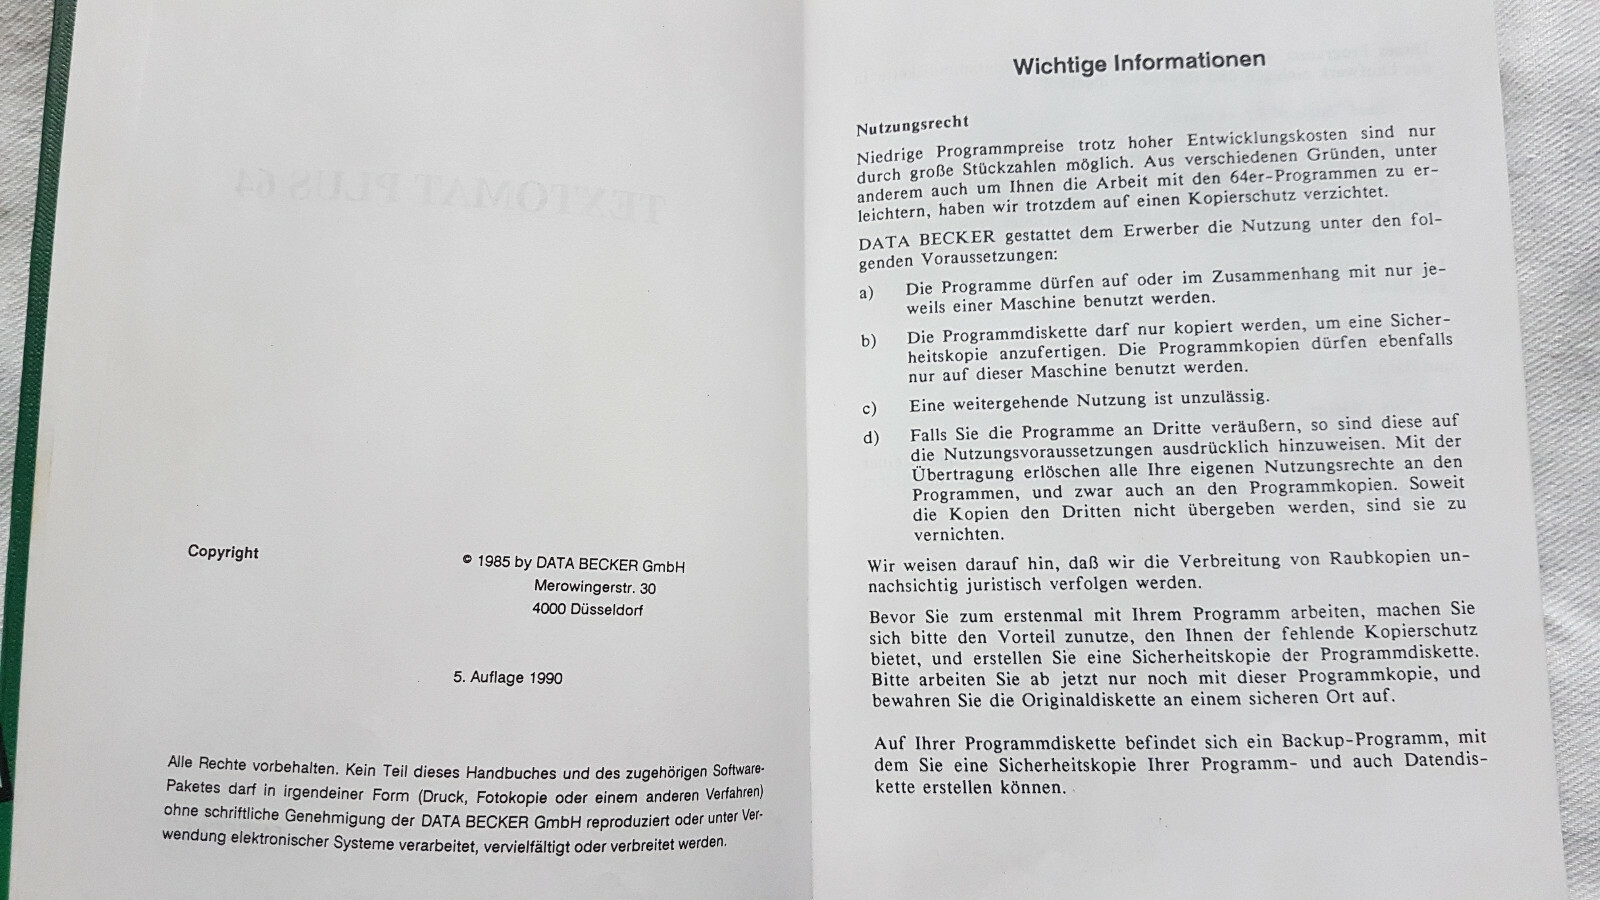 TEXTOMAT PLUS 64
Copyright
© 1985 by DATA BECKER GmbH
Merowingerstr. 30
4000 Düsseldorf
5. Auflage 1990
Alle Rechte vorbehalten. Kein Teil dieses Handbuches und des zugehörigen Software-
Paketes darf in irgendeiner Form (Druck, Fotokopie oder einem anderen Verfahren)
ohne schriftliche Genehmigung der DATA BECKER GmbH reproduziert oder unter Ver-
wendung elektronischer Systeme verarbeitet, vervielfältigt oder verbreitet werden.
Wichtige Informationen
Nutzungsrecht
Niedrige Programmpreise trotz hoher Entwicklungskosten sind nur
durch große Stückzahlen möglich. Aus verschiedenen Gründen, unter
anderem auch um Ihnen die Arbeit mit den 64er-Programmen zu er-
leichtern, haben wir trotzdem auf einen Kopierschutz verzichtet.
DATA BECKER gestattet dem Erwerber die Nutzung unter den fol-
genden Voraussetzungen:
a) Die Programme dürfen auf oder im Zusammenhang mit nur je-
weils einer Maschine benutzt werden.
b) Die Programmdiskette darf nur kopiert werden, um eine Sicher-
heitskopie anzufertigen. Die Programmkopien dürfen ebenfalls
nur auf dieser Maschine benutzt werden.
c) Eine weitergehende Nutzung ist unzulässig.
d) Falls Sie die Programme an Dritte veräußern, so sind diese auf
die Nutzungsvoraussetzungen ausdrücklich hinzuweisen. Mit der
Übertragung erlöschen alle Ihre eigenen Nutzungsrechte an den
Programmen, und zwar auch an den Programmkopien. Soweit
die Kopien den Dritten nicht übergeben werden, sind sie zu
vernichten.
Wir weisen darauf hin, daß wir die Verbreitung von Raubkopien un-
nachsichtig juristisch verfolgen werden.
Bevor Sie zum erstenmal mit Ihrem Programm arbeiten, machen Sie
sich bitte den Vorteil zunutze, den Ihnen der fehlende Kopierschutz
bietet, und erstellen Sie eine Sicherheitskopie der Programmdiskette.
Bitte arbeiten Sie ab jetzt nur noch mit dieser Programmkopie, und
bewahren Sie die Originaldiskette an einem sicheren Ort auf.
Auf Ihrer Programmdiskette befindet sich ein Backup-Programm, mit
dem Sie eine Sicherheitskopie Ihrer Programm- und auch Datendis-
kette erstellen können.